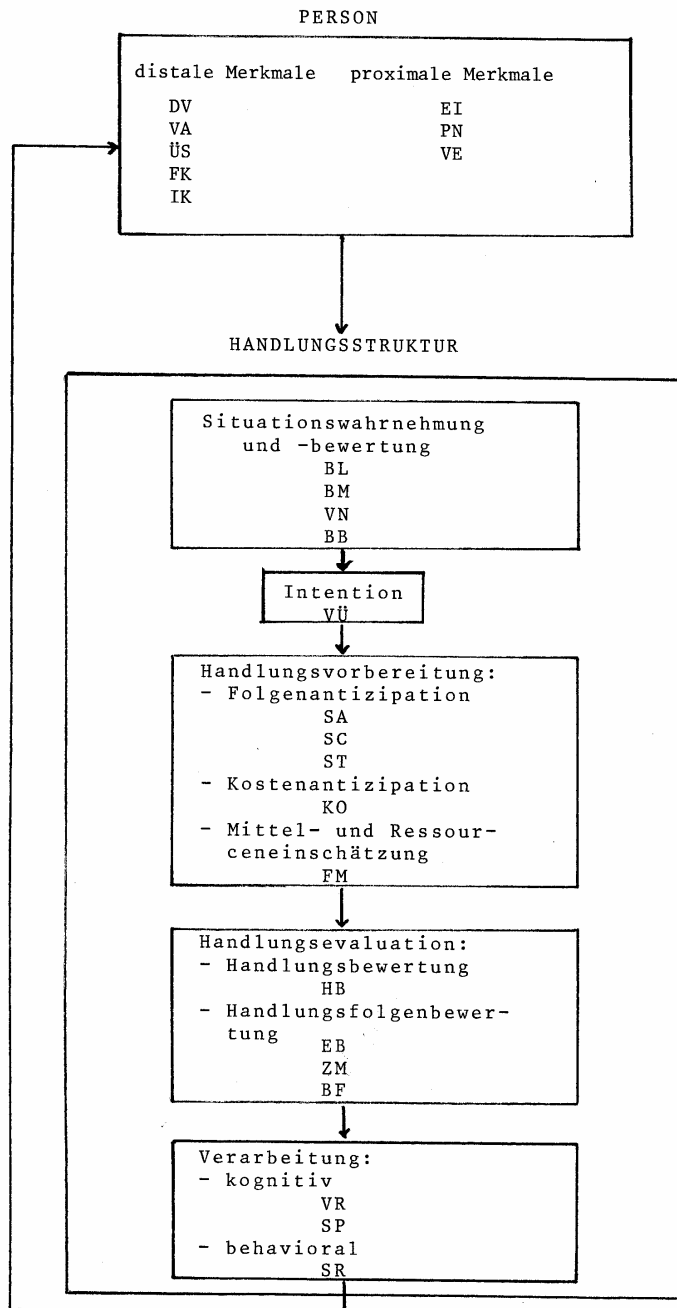 PERSON
distale Merkmale proximale Merkmale
DV EI
VA PN
ÜS VE
FK
IK
HANDLUNGSSTRUKTUR
Situationswahrnehmung
und -bewertung
BL
BM
VN
BB
Intention
VÜ
Handlungsvorbereitung:
- Folgenantizipation
SA
SC
ST
- Kostenantizipation
KO
- Mittel- und Ressour-
ceneinschätzung
FM
Handlungsevaluation:
- Handlungsbewertung
HB
- Handlungsfolgenbewer-
tung
EB
ZM
BF
Verarbeitung:
- kognitiv
VR
SP
- behavioral
SR